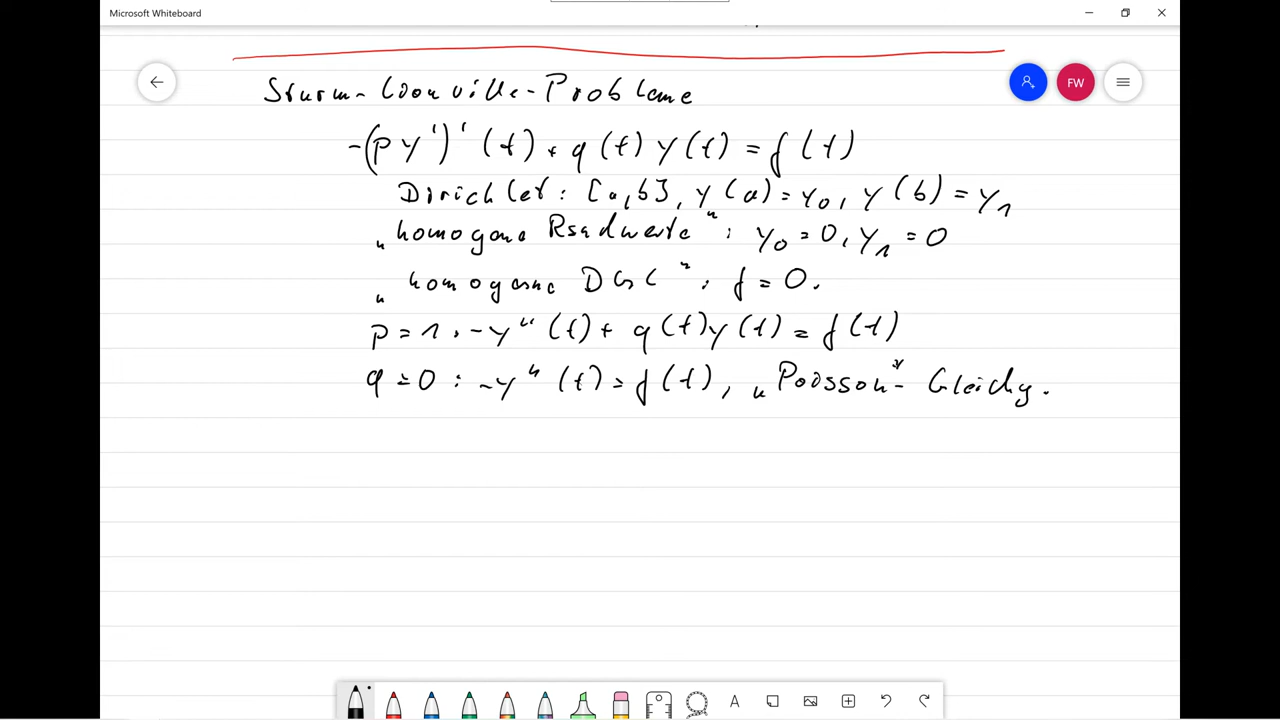 Microsoft Whiteboard
FW
Sturm-Liouville-Probleme
-(py')'(t) + q(t) y(t) = f(t)
Dirichlet: [a,b], y(a) = y₀, y(b) = y₁
„homogene Randwerte": y₀ = 0, y₁ = 0
„homogene DGL": f = 0.
p = 1: -y''(t) + q(t)y(t) = f(t)
q = 0: -y''(t) = f(t), „Poisson"-Gleichg.